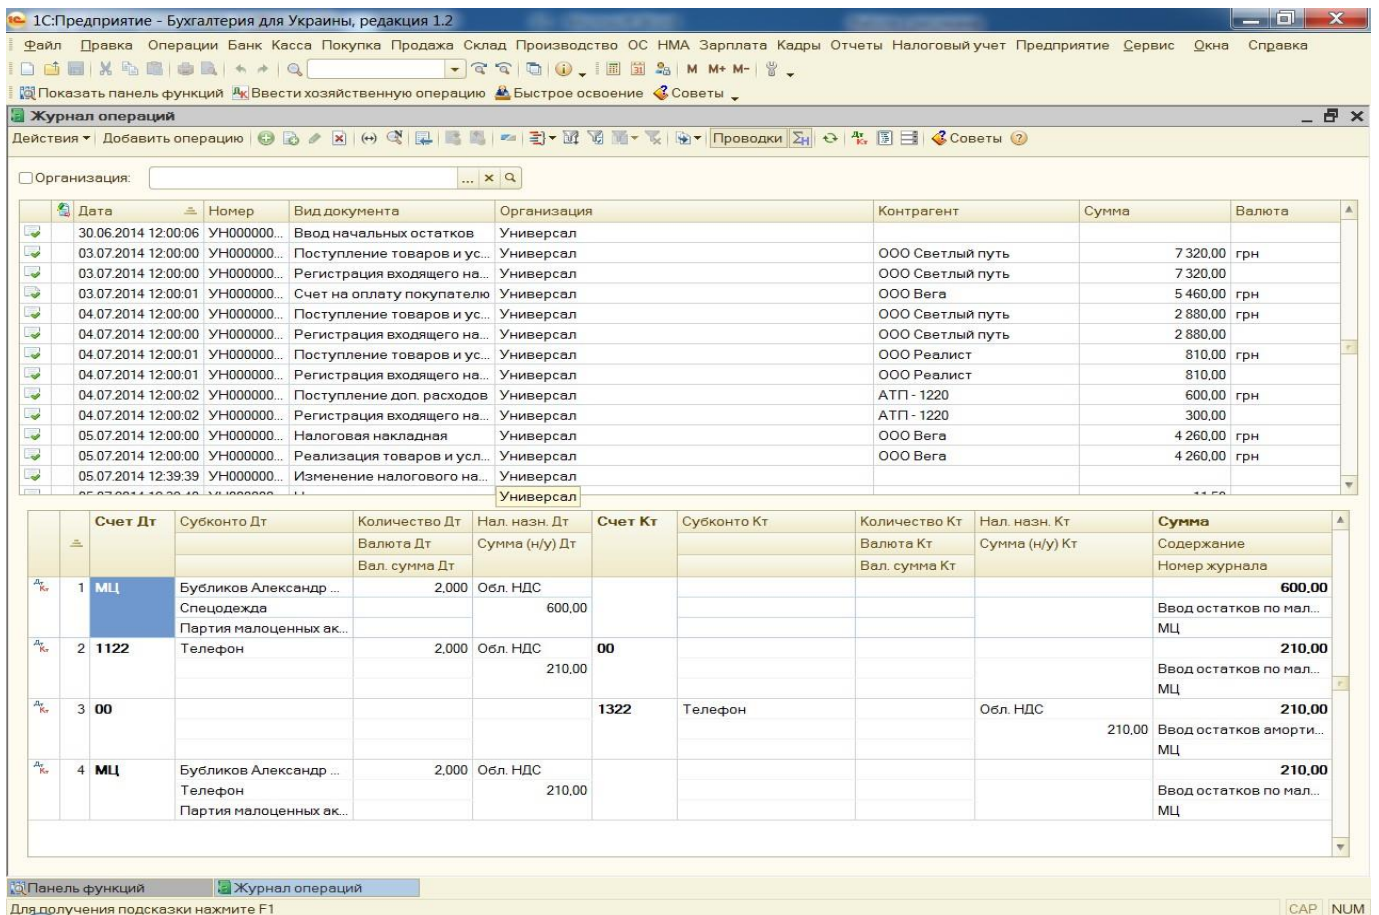 1С:Предприятие - Бухгалтерия для Украины, редакция 1.2
Файл Правка Операции Банк Касса Покупка Продажа Склад Производство ОС НМА Зарплата Кадры Отчеты Налоговый учет Предприятие Сервис Окна Справка
M M+ M-
Показать панель функций Ввести хозяйственную операцию Быстрое освоение Советы
Журнал операций
Действия Добавить операцию Проводки Советы
Организация:
Дата Номер Вид документа Организация Контрагент Сумма Валюта
30.06.2014 12:00:06 УН000000... Ввод начальных остатков Универсал
03.07.2014 12:00:00 УН000000... Поступление товаров и ус... Универсал ООО Светлый путь 7 320,00 грн
03.07.2014 12:00:00 УН000000... Регистрация входящего на... Универсал ООО Светлый путь 7 320,00
03.07.2014 12:00:01 УН000000... Счет на оплату покупателю Универсал ООО Вега 5 460,00 грн
04.07.2014 12:00:00 УН000000... Поступление товаров и ус... Универсал ООО Светлый путь 2 880,00 грн
04.07.2014 12:00:00 УН000000... Регистрация входящего на... Универсал ООО Светлый путь 2 880,00
04.07.2014 12:00:01 УН000000... Поступление товаров и ус... Универсал ООО Реалист 810,00 грн
04.07.2014 12:00:01 УН000000... Регистрация входящего на... Универсал ООО Реалист 810,00
04.07.2014 12:00:02 УН000000... Поступление доп. расходов Универсал АТП - 1220 600,00 грн
04.07.2014 12:00:02 УН000000... Регистрация входящего на... Универсал АТП - 1220 300,00
05.07.2014 12:00:00 УН000000... Налоговая накладная Универсал ООО Вега 4 260,00 грн
05.07.2014 12:00:00 УН000000... Реализация товаров и усл... Универсал ООО Вега 4 260,00 грн
05.07.2014 12:39:39 УН000000... Изменение налогового на... Универсал
Универсал
Счет Дт Субконто Дт Количество Дт Нал. назн. Дт Счет Кт Субконто Кт Количество Кт Нал. назн. Кт Сумма
Валюта Дт Сумма (н/у) Дт Валюта Кт Сумма (н/у) Кт Содержание
Вал. сумма Дт Вал. сумма Кт Номер журнала
1 МЦ Бубликов Александр ... 2,000 Обл. НДС 600,00
Спецодежда 600,00 Ввод остатков по мал...
Партия малоценных ак... МЦ
2 1122 Телефон 2,000 Обл. НДС 00 210,00
210,00 Ввод остатков по мал...
МЦ
3 00 1322 Телефон Обл. НДС 210,00
210,00 Ввод остатков аморти...
МЦ
4 МЦ Бубликов Александр ... 2,000 Обл. НДС 210,00
Телефон 210,00 Ввод остатков по мал...
Партия малоценных ак... МЦ
Панель функций Журнал операций
Для получения подсказки нажмите F1 CAP NUM